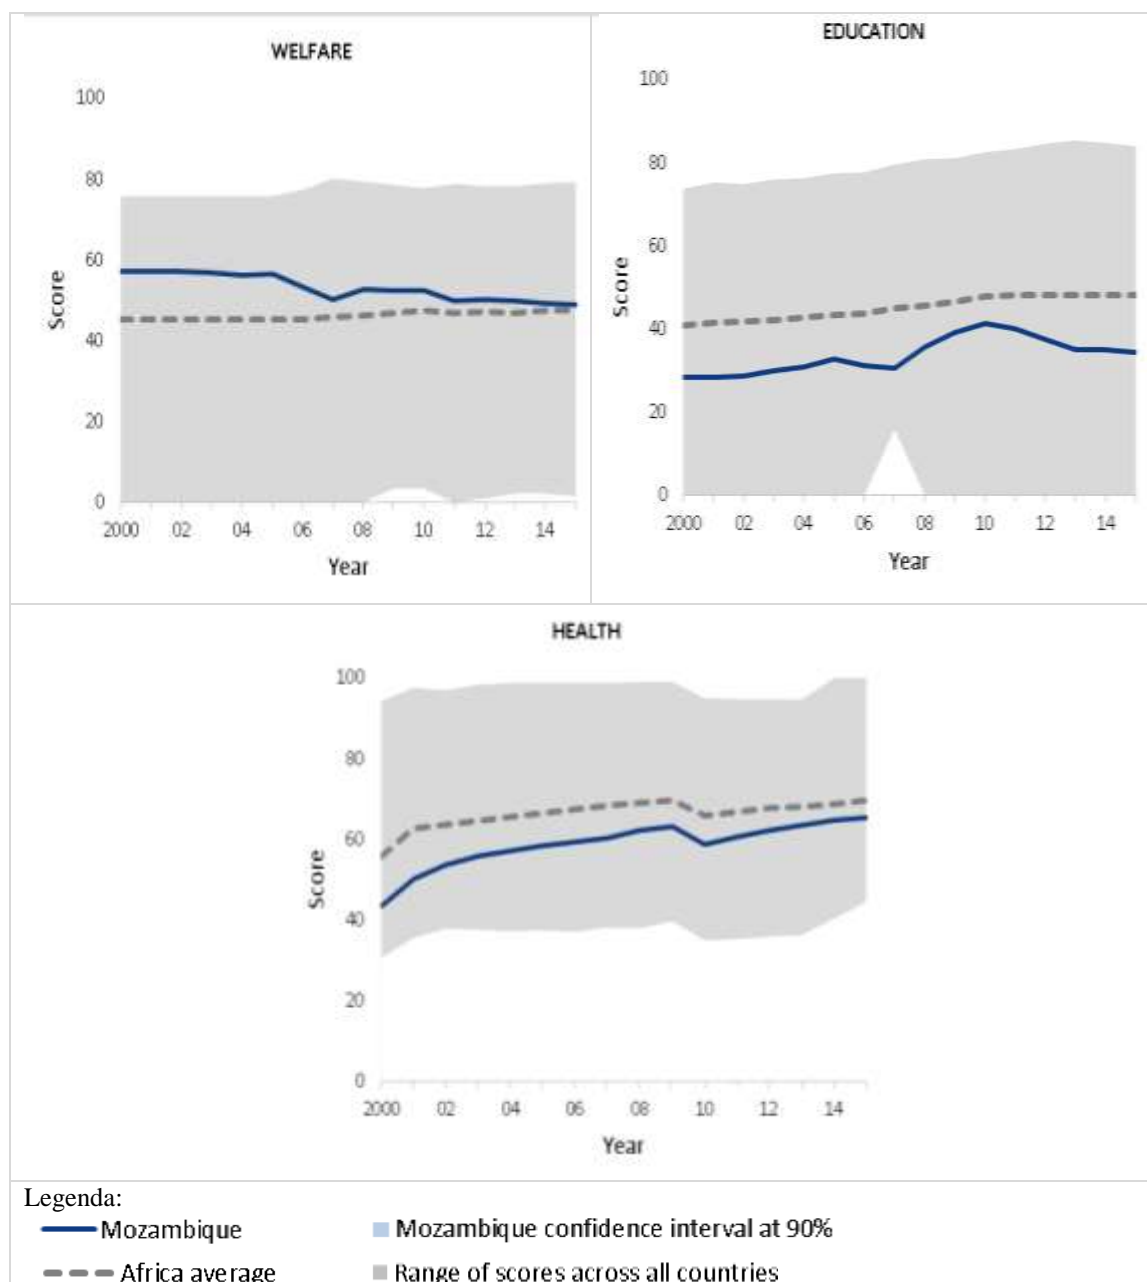 WELFARE
100
80
60
40
20
0
Score
2000 02 04 06 08 10 12 14
Year
EDUCATION
100
80
60
40
20
0
Score
2000 02 04 06 08 10 12 14
Year
HEALTH
100
80
60
40
20
0
Score
2000 02 04 06 08 10 12 14
Year
Legenda:
Mozambique
Mozambique confidence interval at 90%
Africa average
Range of scores across all countries